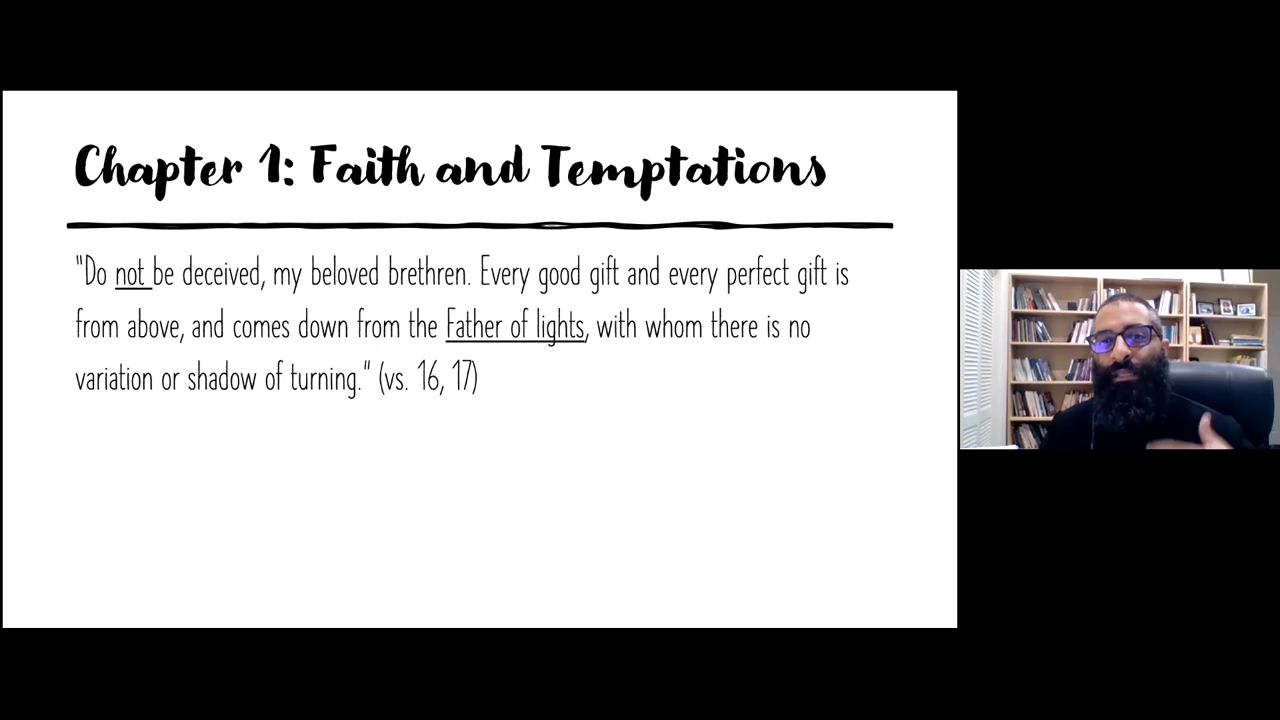 Chapter 1: Faith and Temptations
"Do not be deceived, my beloved brethren. Every good gift and every perfect gift is
from above, and comes down from the Father of lights, with whom there is no
variation or shadow of turning." (vs. 16, 17)